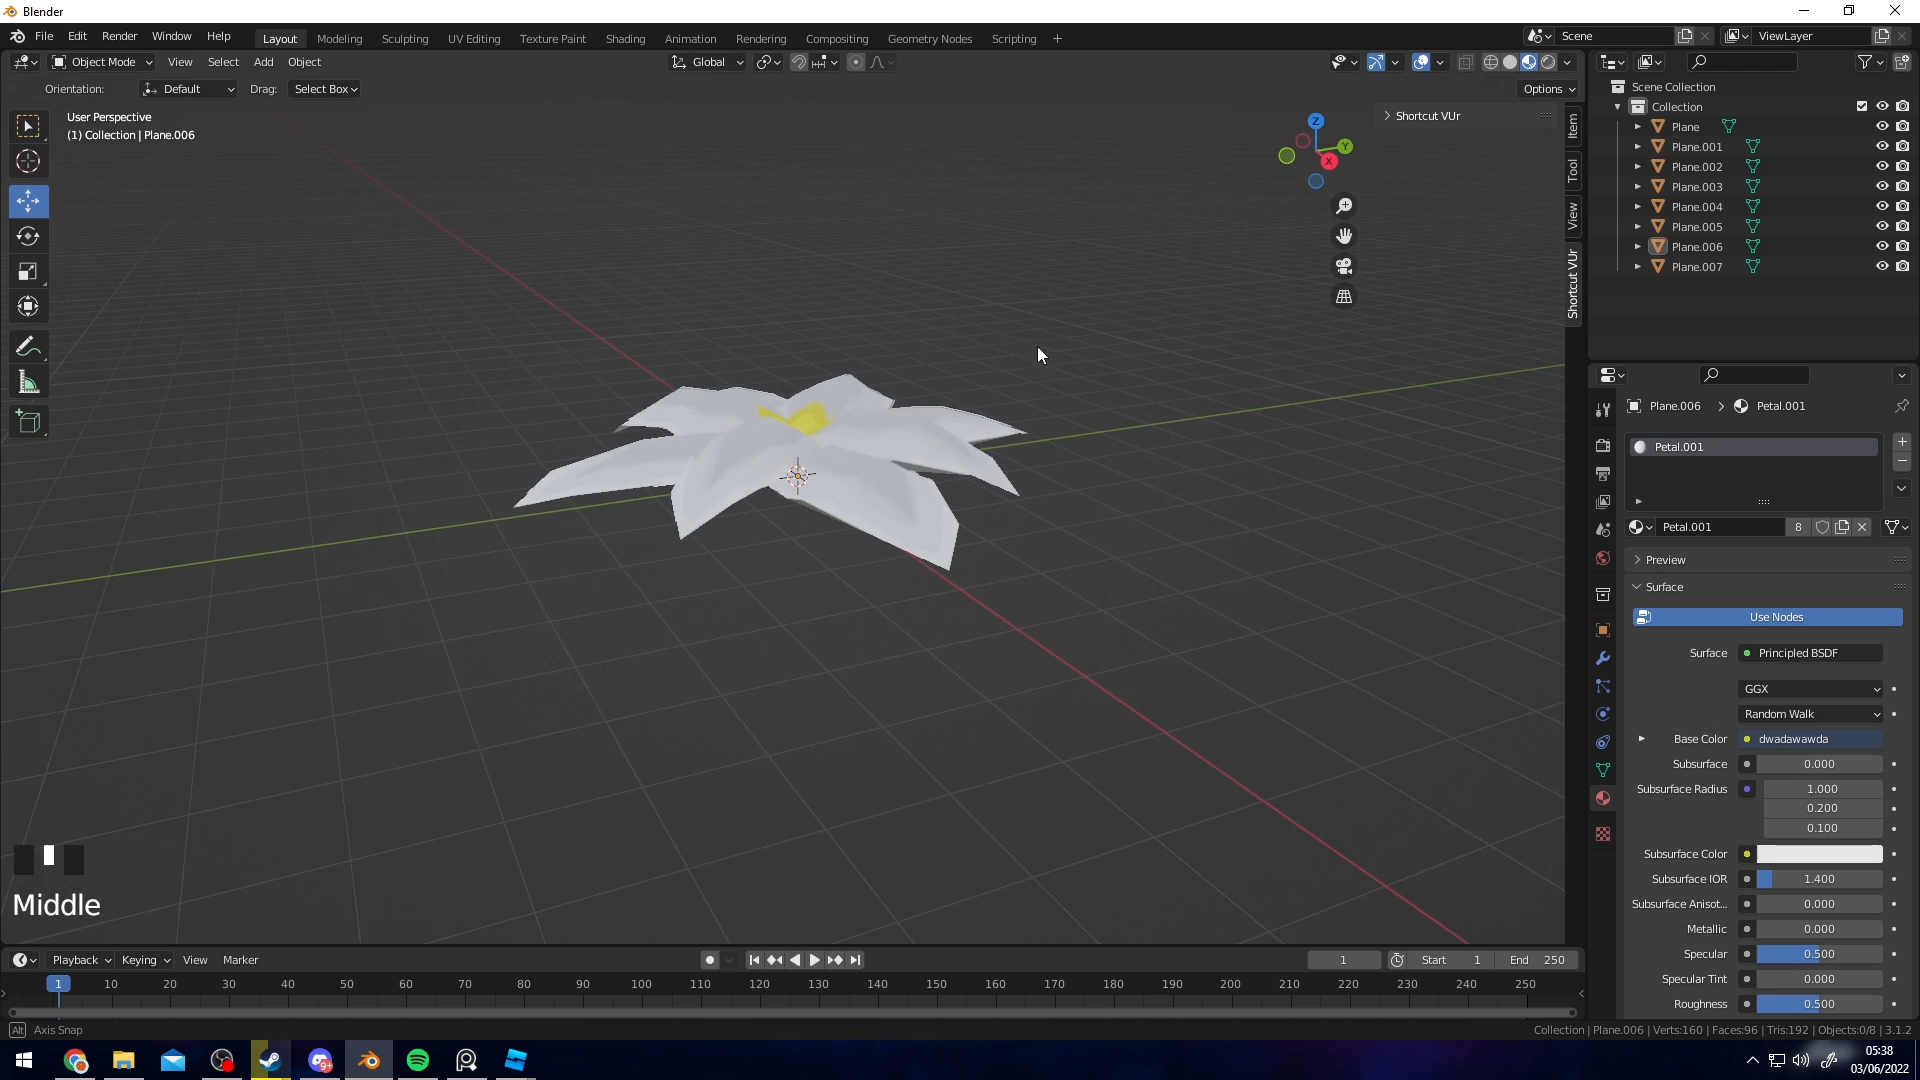 Blender
File Edit Render Window Help Layout Modeling Sculpting UV Editing Texture Paint Shading Animation Rendering Compositing Geometry Nodes Scripting + Scene ViewLayer
Object Mode View Select Add Object Global
Orientation: Default Drag: Select Box Options
User Perspective
(1) Collection | Plane.006
Shortcut VUr
Z
Y
X
Item
Tool
View
Shortcut VUr
Scene Collection
Collection
Plane
Plane.001
Plane.002
Plane.003
Plane.004
Plane.005
Plane.006
Plane.007
Plane.006 > Petal.001
Petal.001
Petal.001 8
Preview
Surface
Use Nodes
Surface Principled BSDF
GGX
Random Walk
Base Color dwadawawda
Subsurface 0.000
Subsurface Radius 1.000
0.200
0.100
Subsurface Color
Subsurface IOR 1.400
Subsurface Anisot... 0.000
Metallic 0.000
Specular 0.500
Specular Tint 0.000
Roughness 0.500
Middle
Playback Keying View Marker 1 Start 1 End 250
1 10 20 30 40 50 60 70 80 90 100 110 120 130 140 150 160 170 180 190 200 210 220 230 240 250
Alt Axis Snap
Collection | Plane.006 | Verts:160 | Faces:96 | Tris:192 | Objects:0/8 | 3.1.2
9+
05:38
03/06/2022